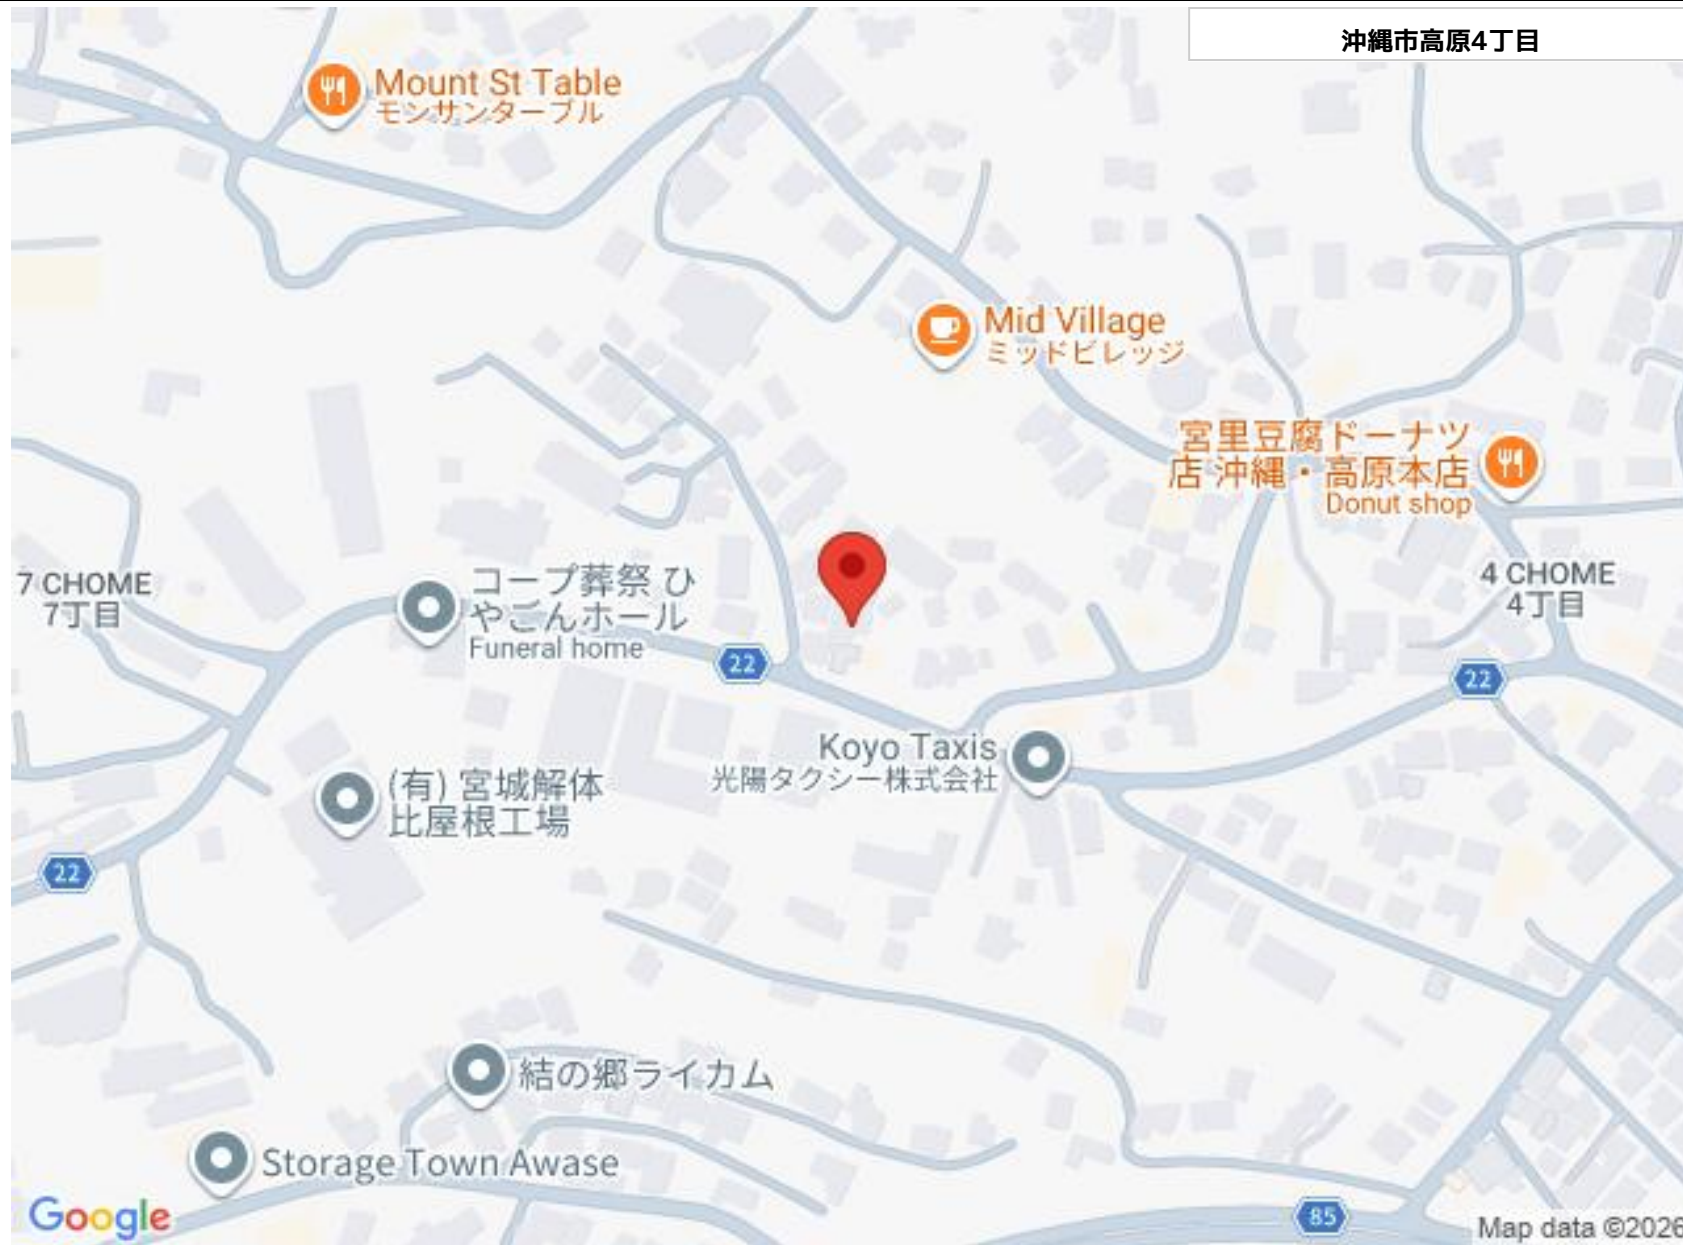 沖縄市高原4丁目
Mount St Table
モンサンターブル
Mid Village
ミッドビレッジ
宮里豆腐ドーナツ
店 沖縄・高原本店
Donut shop
7 CHOME
7丁目
コープ葬祭 ひ
やごんホール
Funeral home
4 CHOME
4丁目
22
22
Koyo Taxis
光陽タクシー株式会社
(有) 宮城解体
比屋根工場
22
結の郷ライカム
Storage Town Awase
85
Google
Map data ©2026